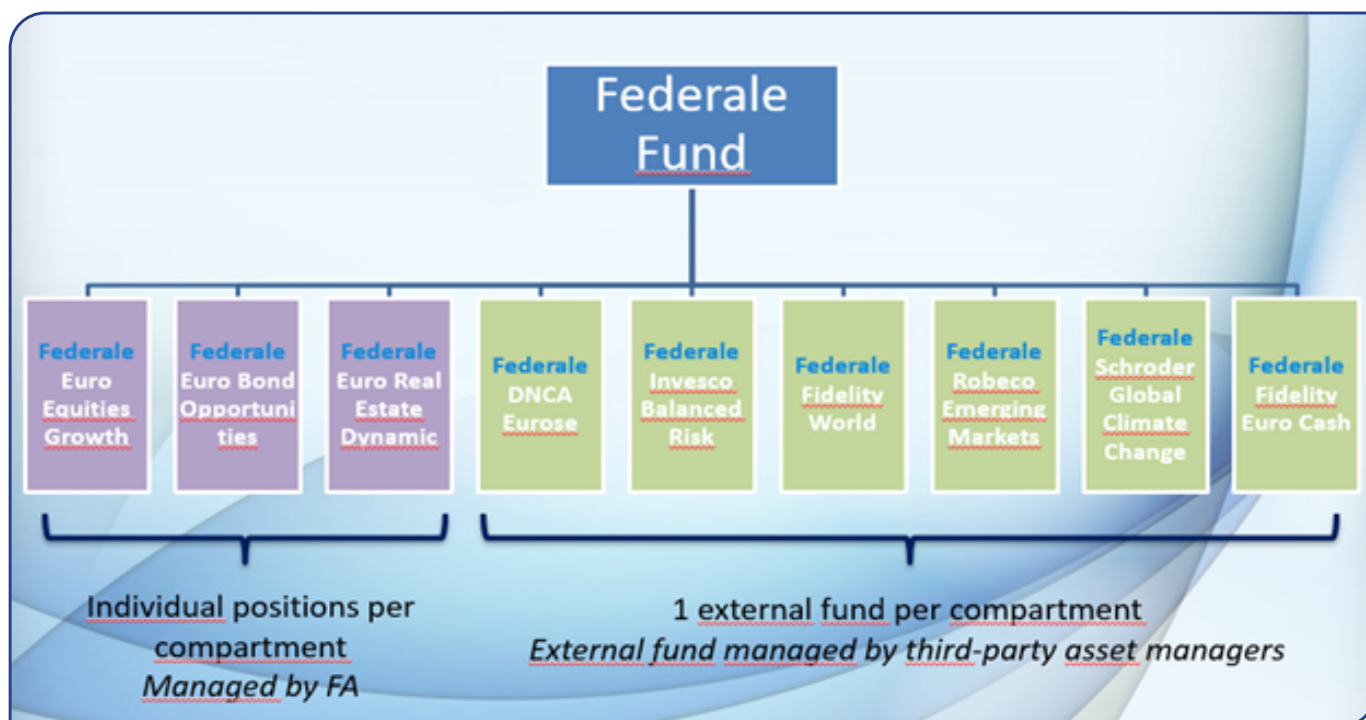 Federale
Fund
Federale
Euro
Equities
Growth
Federale
Euro Bond
Opportuni
ties
Federale
Euro Real
Estate
Dynamic
Federale
DNCA
Eurose
Federale
Invesco
Balanced
Risk
Federale
Fidelity
World
Federale
Robeco
Emerging
Markets
Federale
Schroder
Global
Climate
Change
Federale
Fidelity
Euro Cash
Individual positions per
compartment
Managed by FA
1 external fund per compartment
External fund managed by third-party asset managers